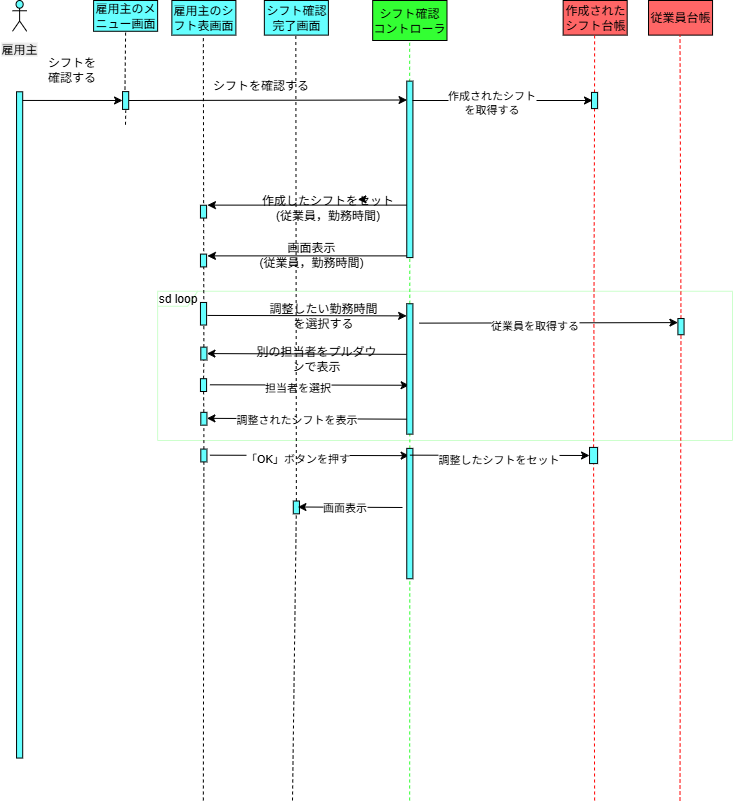 雇用主
雇用主のメ
ニュー画面
雇用主のシ
フト表画面
シフト確認
完了画面
シフト確認
コントローラ
作成された
シフト台帳
従業員台帳
シフトを
確認する
シフトを確認する
作成されたシフト
を取得する
作成したシフトをセット
(従業員，勤務時間)
画面表示
(従業員，勤務時間)
sd loop
調整したい勤務時間
を選択する
従業員を取得する
別の担当者をプルダウ
ンで表示
担当者を選択
調整されたシフトを表示
「OK」ボタンを押す
調整したシフトをセット
画面表示